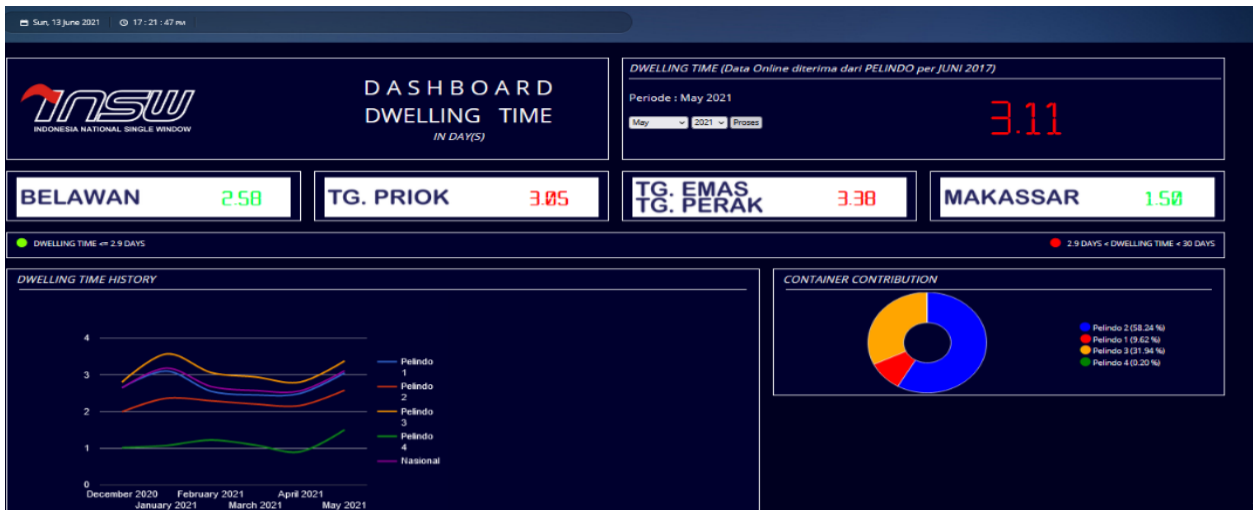 Sun, 13 June 2021 17 : 21 : 47 PM
INSW
INDONESIA NATIONAL SINGLE WINDOW
DASHBOARD
DWELLING TIME
IN DAY(S)
DWELLING TIME (Data Online diterima dari PELINDO per JUNI 2017)
Periode : May 2021
May 2021 Proses
3.11
BELAWAN 2.58
TG. PRIOK 3.05
TG. EMAS
TG. PERAK 3.38
MAKASSAR 1.50
DWELLING TIME <= 2.9 DAYS
2.9 DAYS < DWELLING TIME < 30 DAYS
DWELLING TIME HISTORY
4
3
2
1
0
December 2020
January 2021
February 2021
March 2021
April 2021
May 2021
Pelindo
1
Pelindo
2
Pelindo
3
Pelindo
4
Nasional
CONTAINER CONTRIBUTION
Pelindo 2 (58.24 %)
Pelindo 1 (9.62 %)
Pelindo 3 (31.94 %)
Pelindo 4 (0.20 %)